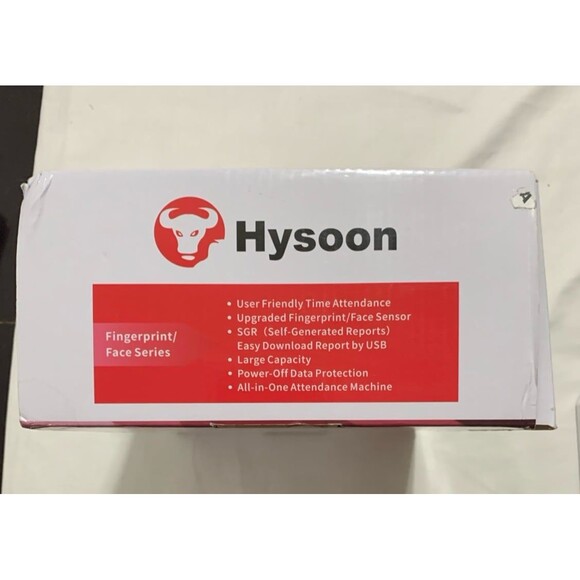 A
Hysoon
Fingerprint/
Face Series
• User Friendly Time Attendance
• Upgraded Fingerprint/Face Sensor
• SGR（Self-Generated Reports）
Easy Download Report by USB
• Large Capacity
• Power-Off Data Protection
• All-in-One Attendance Machine